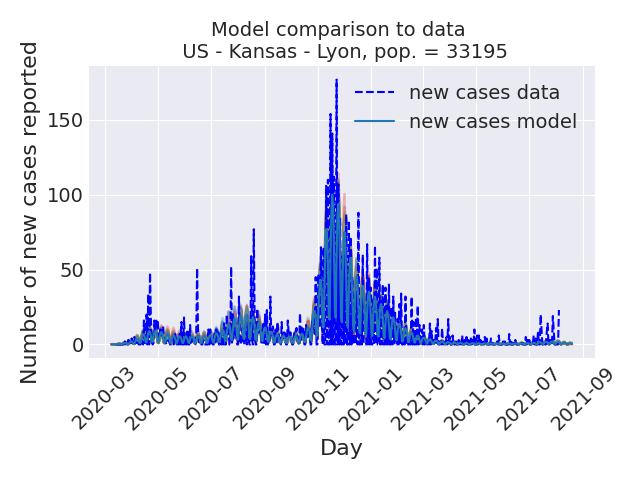 Model comparison to data
US - Kansas - Lyon, pop. = 33195
Number of new cases reported
150
100
50
0
new cases data
new cases model
2020-03
2020-05
2020-07
2020-09
2020-11
2021-01
2021-03
2021-05
2021-07
2021-09
Day